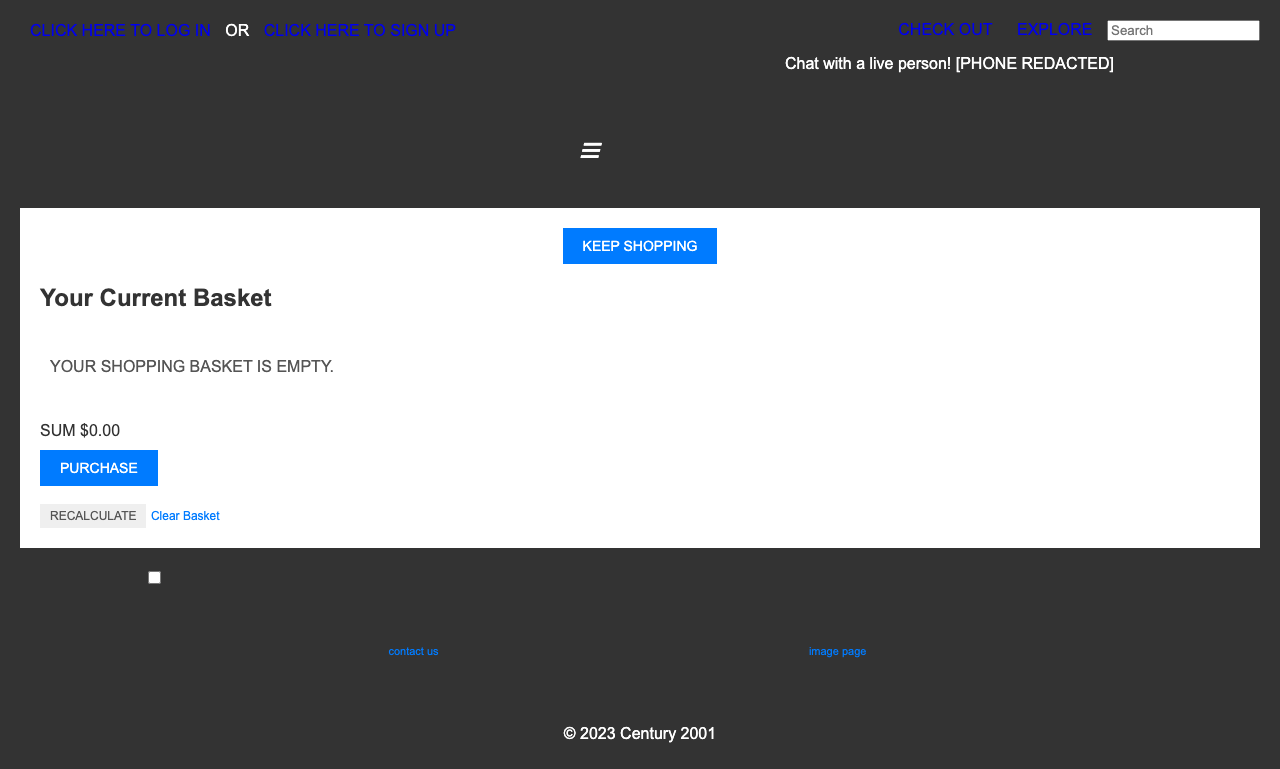 CLICK HERE TO LOG IN OR CLICK HERE TO SIGN UP
CHECK OUT EXPLORE Search
Chat with a live person! [PHONE REDACTED]
KEEP SHOPPING
Your Current Basket
YOUR SHOPPING BASKET IS EMPTY.
SUM $0.00
PURCHASE
RECALCULATE Clear Basket
contact us image page
© 2023 Century 2001